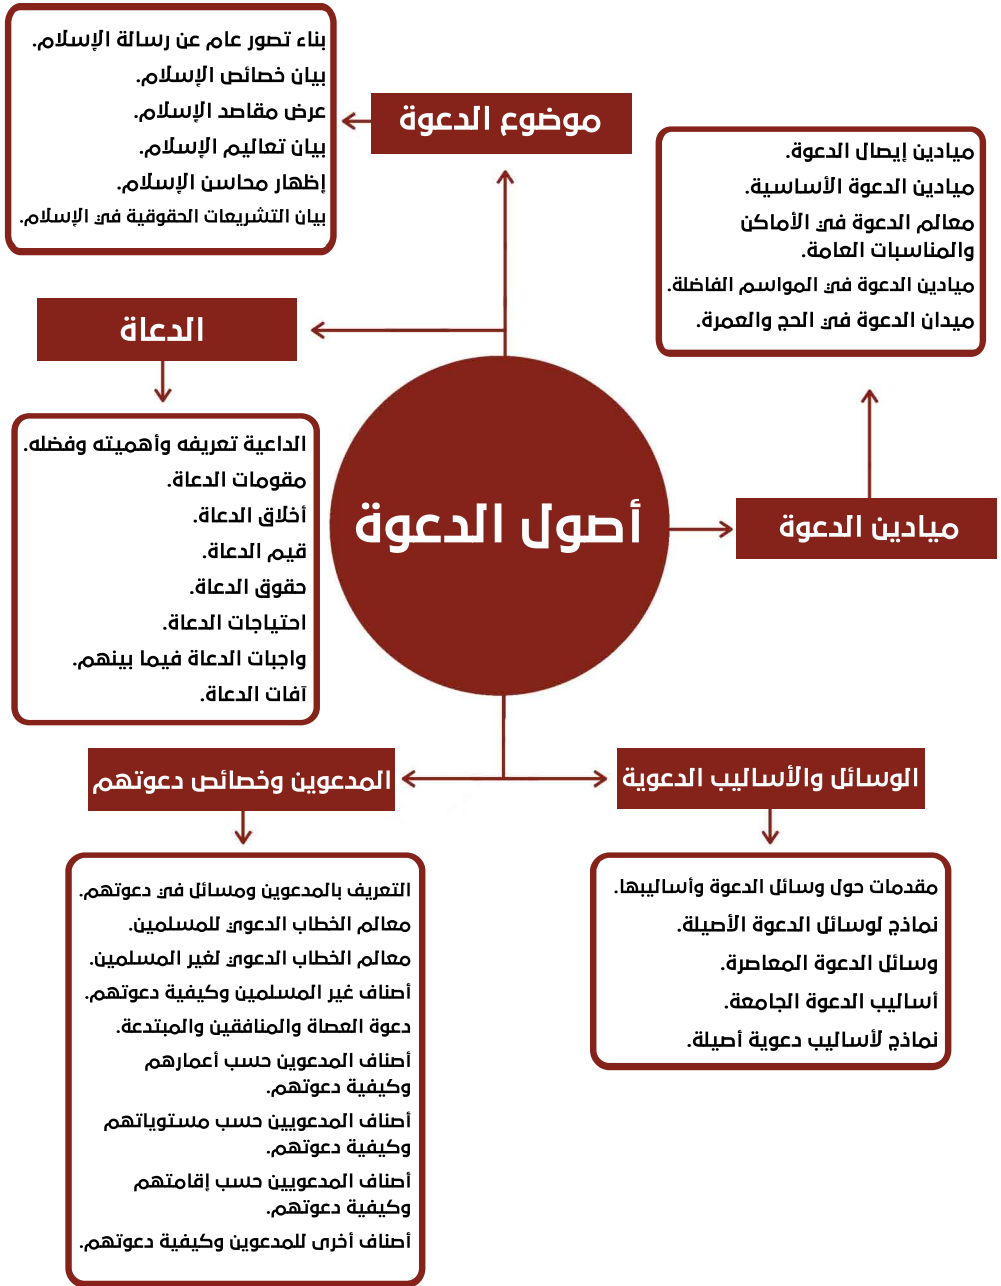 موضوع الدعوة
بناء تصور عام عن رسالة الإسلام.
بيان خصائص الإسلام.
عرض مقاصد الإسلام.
بيان تعاليم الإسلام.
إظهار محاسن الإسلام.
بيان التشريعات الحقوقية في الإسلام.
ميادين إيصال الدعوة.
ميادين الدعوة الأساسية.
معالم الدعوة في الأماكن
والمناسبات العامة.
ميادين الدعوة في المواسم الفاضلة.
ميدان الدعوة في الحج والعمرة.
ميادين الدعوة
أصول الدعوة
الدعاة
الداعية تعريفه وأهميته وفضله.
مقومات الدعاة.
أخلاق الدعاة.
قيم الدعاة.
حقوق الدعاة.
احتياجات الدعاة.
واجبات الدعاة فيما بينهم.
آفات الدعاة.
الوسائل والأساليب الدعوية
مقدمات حول وسائل الدعوة وأساليبها.
نماذج لوسائل الدعوة الأصيلة.
وسائل الدعوة المعاصرة.
أساليب الدعوة الجامعة.
نماذج لأساليب دعوية أصيلة.
المدعوين وخصائص دعوتهم
التعريف بالمدعوين ومسائل في دعوتهم.
معالم الخطاب الدعوي للمسلمين.
معالم الخطاب الدعوي لغير المسلمين.
أصناف غير المسلمين وكيفية دعوتهم.
دعوة العصاة والمنافقين والمبتدعة.
أصناف المدعوين حسب أعمارهم
وكيفية دعوتهم.
أصناف المدعويين حسب مستوياتهم
وكيفية دعوتهم.
أصناف المدعويين حسب إقامتهم
وكيفية دعوتهم.
أصناف أخرى للمدعوين وكيفية دعوتهم.